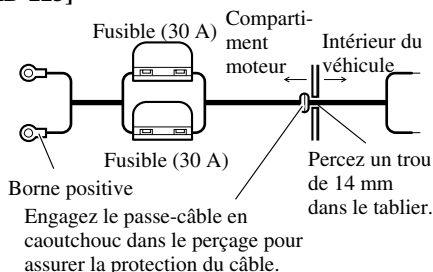 Fusible (30 A)
Comparti-
ment
moteur
Intérieur du
véhicule
Fusible (30 A)
Borne positive
Percez un trou
de 14 mm
dans le tablier.
Engagez le passe-câble en
caoutchouc dans le perçage pour
assurer la protection du câble.